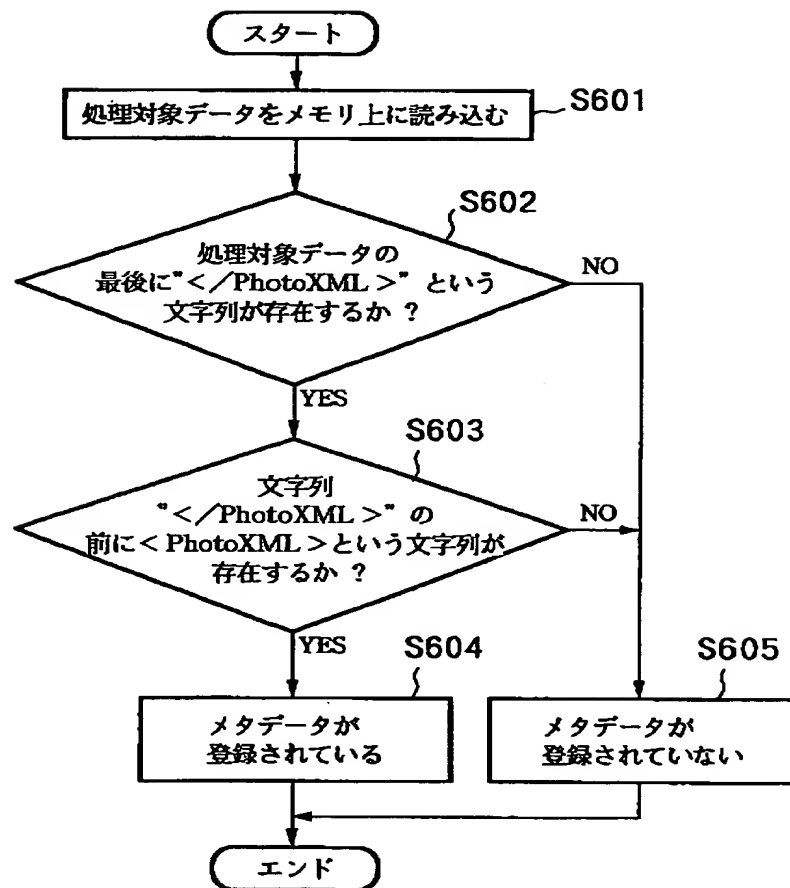 スタート
処理対象データをメモリ上に読み込む
S601
S602
処理対象データの
最後に"<／PhotoXML>" という
文字列が存在するか ?
NO
YES
S603
文字列
"<／PhotoXML>" の
前に< PhotoXML>という文字列が
存在するか ?
NO
YES
S604
メタデータが
登録されている
S605
メタデータが
登録されていない
エンド